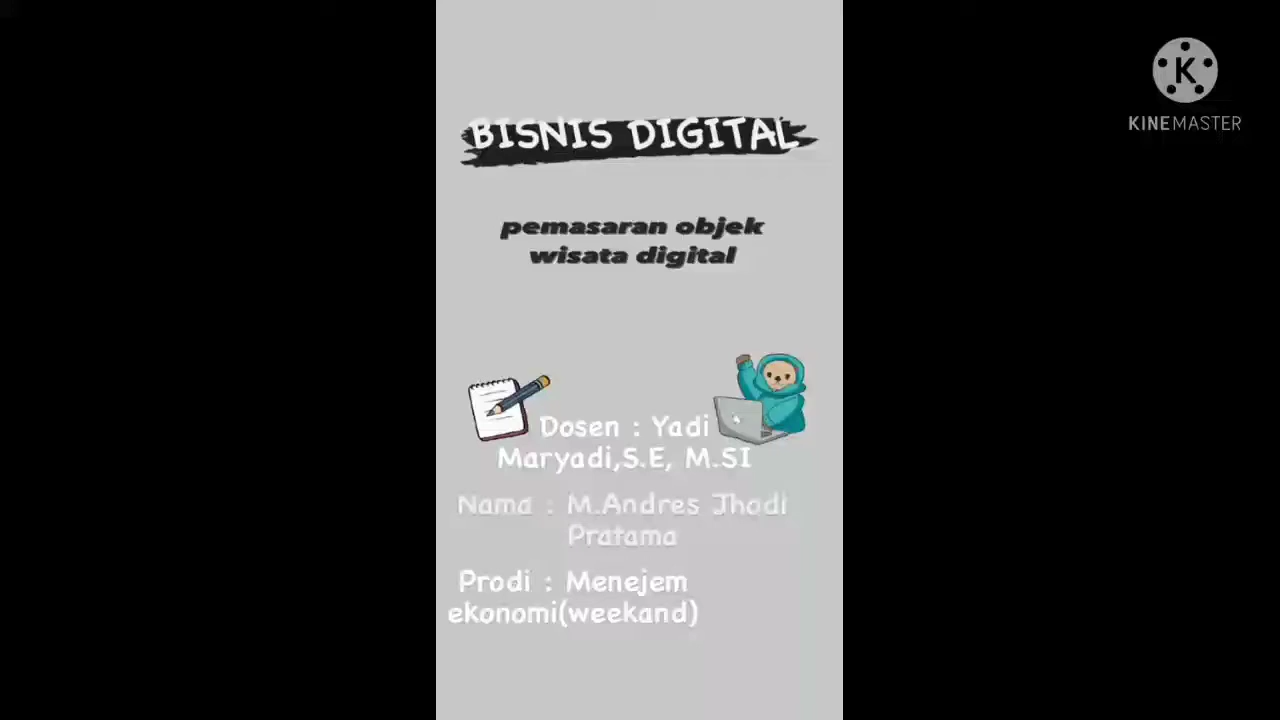 BISNIS DIGITAL
pemasaran objek
wisata digital
Dosen : Yadi
Maryadi,S.E, M.SI
Nama : M.Andres Jhodi
Pratama
Prodi : Menejem
ekonomi(weekand)
K
KINEMASTER